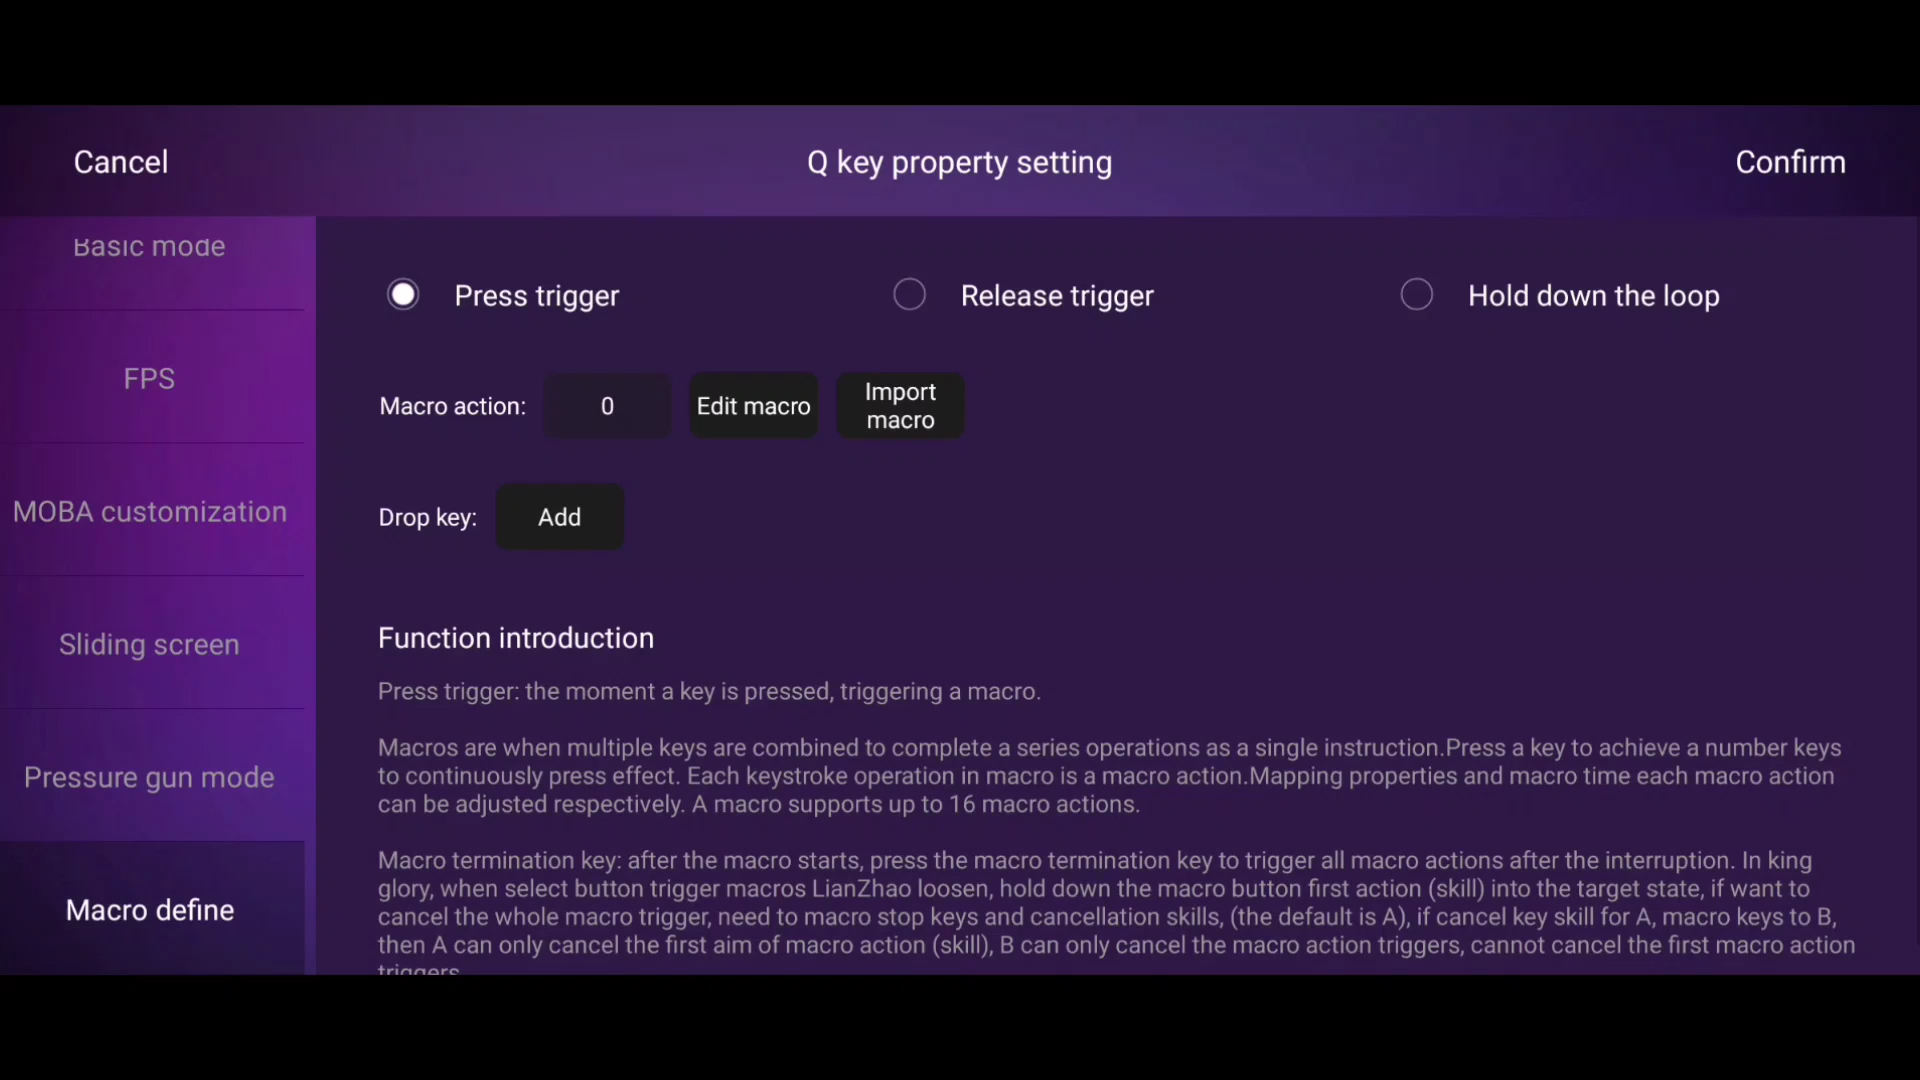 Cancel
Q key property setting
Confirm
Basic mode
FPS
MOBA customization
Sliding screen
Pressure gun mode
Macro define
Press trigger
Release trigger
Hold down the loop
Macro action:
0
Edit macro
Import
macro
Drop key:
Add
Function introduction
Press trigger: the moment a key is pressed, triggering a macro.
Macros are when multiple keys are combined to complete a series operations as a single instruction.Press a key to achieve a number keys
to continuously press effect. Each keystroke operation in macro is a macro action.Mapping properties and macro time each macro action
can be adjusted respectively. A macro supports up to 16 macro actions.
Macro termination key: after the macro starts, press the macro termination key to trigger all macro actions after the interruption. In king
glory, when select button trigger macros LianZhao loosen, hold down the macro button first action (skill) into the target state, if want to
cancel the whole macro trigger, need to macro stop keys and cancellation skills, (the default is A), if cancel key skill for A, macro keys to B,
then A can only cancel the first aim of macro action (skill), B can only cancel the macro action triggers, cannot cancel the first macro action
triggers